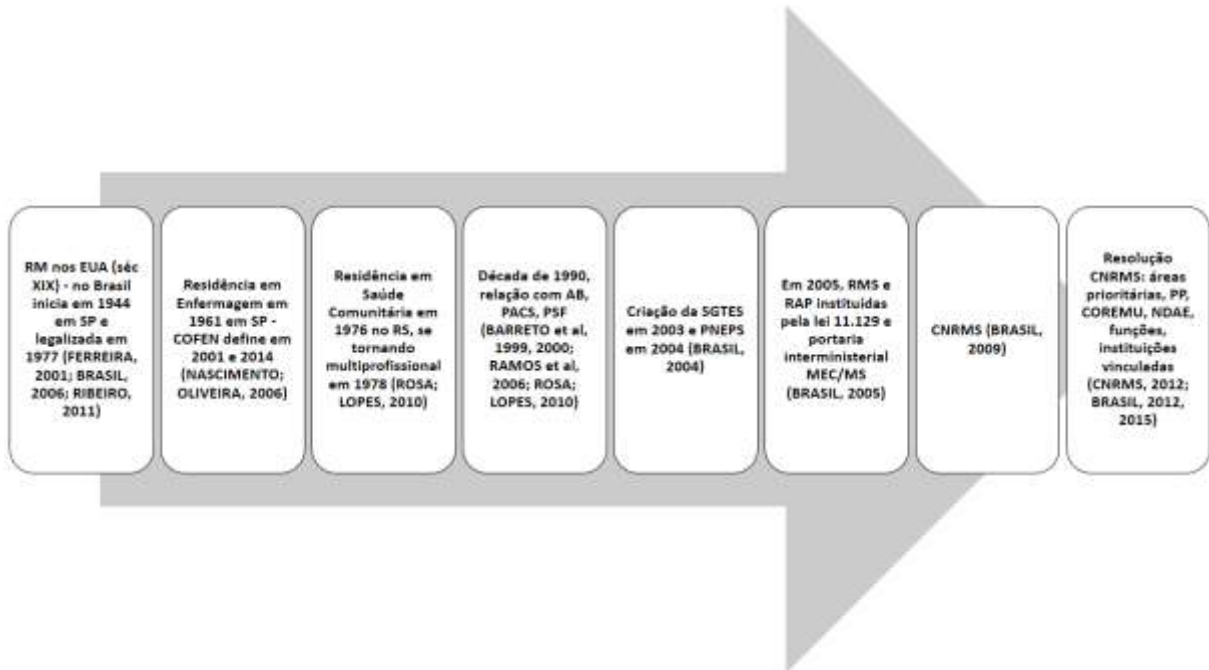 RM nos EUA (séc
XIX) - no Brasil
inicia em 1944
em SP e
legalizada em
1977 (FERREIRA,
2001; BRASIL,
2006; RIBEIRO,
2011)
Residência em
Enfermagem em
1961 em SP -
COFEN define em
2001 e 2014
(NASCIMENTO;
OLIVEIRA, 2006)
Residência em
Saúde
Comunitária em
1976 no RS, se
tornando
multiprofissional
em 1978 (ROSA;
LOPES, 2010)
Década de 1990,
relação com AB,
PACS, PSF
(BARRETO et al,
1999, 2000;
RAMOS et al,
2006; ROSA;
LOPES, 2010)
Criação da SGTES
em 2003 e PNEPS
em 2004 (BRASIL,
2004)
Em 2005, RMS e
RAP instituídas
pela lei 11.129 e
portaria
interministerial
MEC/MS
(BRASIL, 2005)
CNRMS (BRASIL,
2009)
Resolução
CNRMS: áreas
prioritárias, PP,
COREMU, NDAE,
funções,
instituições
vinculadas
(CNRMS, 2012;
BRASIL, 2012,
2015)